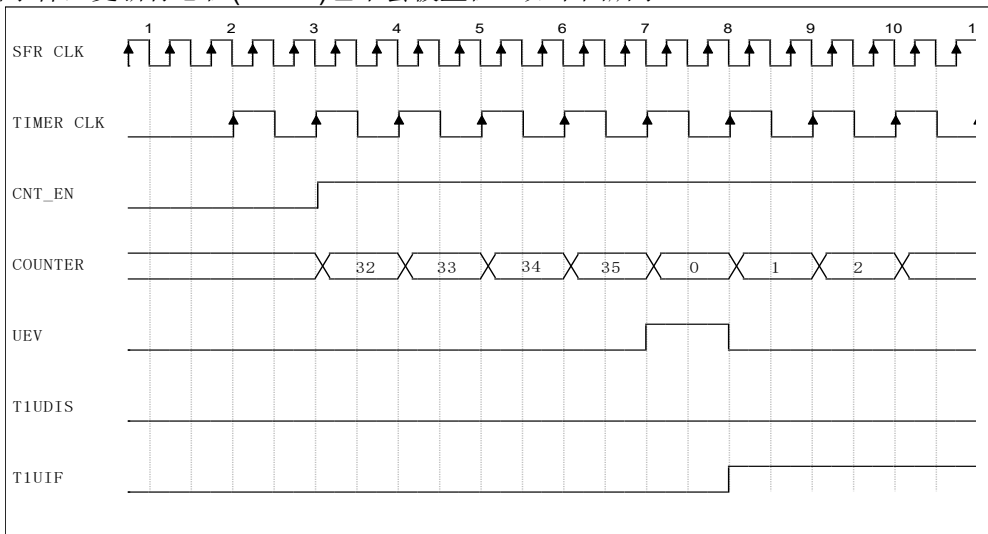 1 2 3 4 5 6 7 8 9 10 1
SFR CLK
TIMER CLK
CNT_EN
COUNTER 32 33 34 35 0 1 2
UEV
T1UDIS
T1UIF